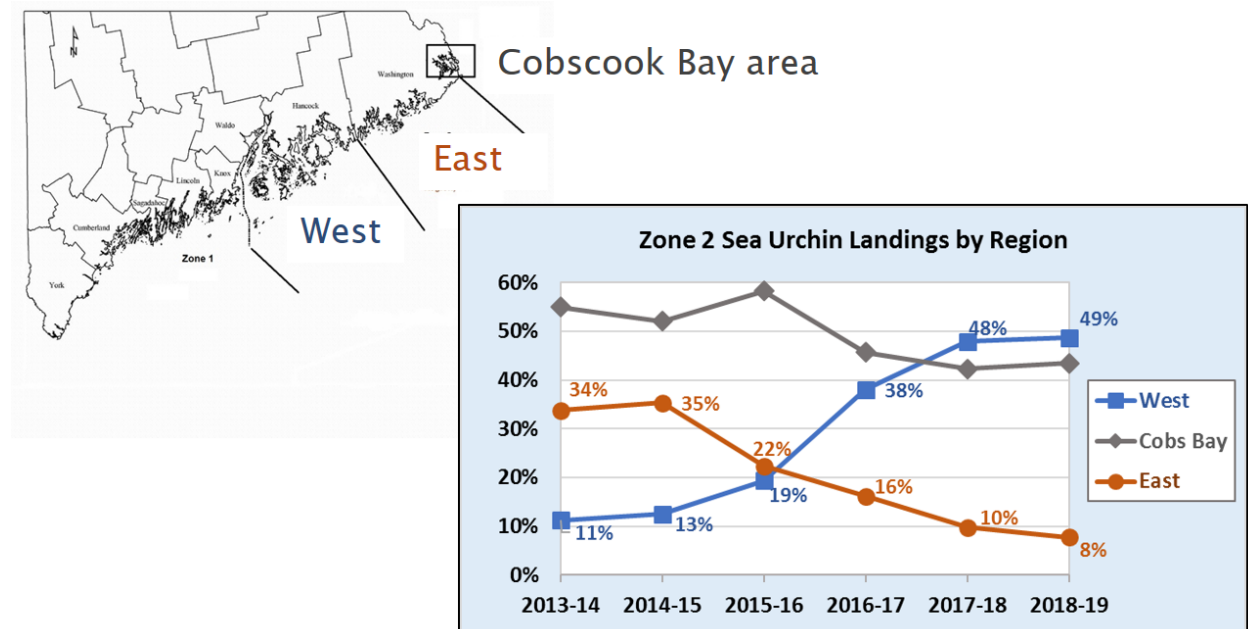 N
Cobscook Bay area
Washington
Hancock
Waldo
East
Knox
Lincoln
Sagadahoc
West
Cumberland
Zone 1
York
Zone 2 Sea Urchin Landings by Region
60%
50%
40%
30%
20%
10%
0%
34%
35%
22%
16%
10%
8%
11%
13%
19%
38%
48%
49%
West
Cobs Bay
East
2013-14 2014-15 2015-16 2016-17 2017-18 2018-19